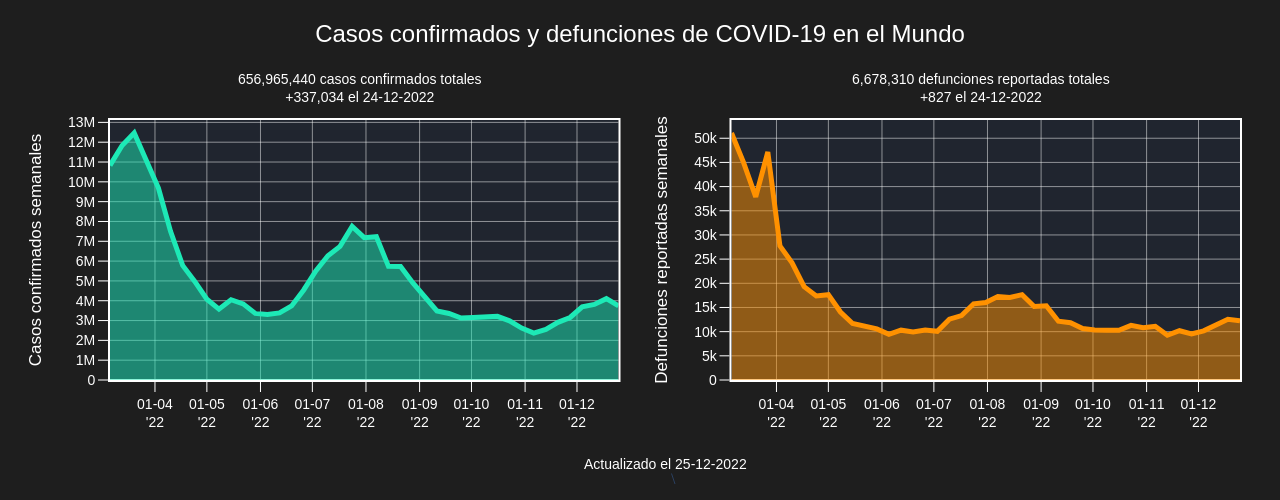 Casos confirmados y defunciones de COVID-19 en el Mundo
656,965,440 casos confirmados totales
+337,034 el 24-12-2022
Casos confirmados semanales
13M
12M
11M
10M
9M
8M
7M
6M
5M
4M
3M
2M
1M
0
01-04 01-05 01-06 01-07 01-08 01-09 01-10 01-11 01-12
'22 '22 '22 '22 '22 '22 '22 '22 '22
6,678,310 defunciones reportadas totales
+827 el 24-12-2022
Defunciones reportadas semanales
50k
45k
40k
35k
30k
25k
20k
15k
10k
5k
0
01-04 01-05 01-06 01-07 01-08 01-09 01-10 01-11 01-12
'22 '22 '22 '22 '22 '22 '22 '22 '22
Actualizado el 25-12-2022
\